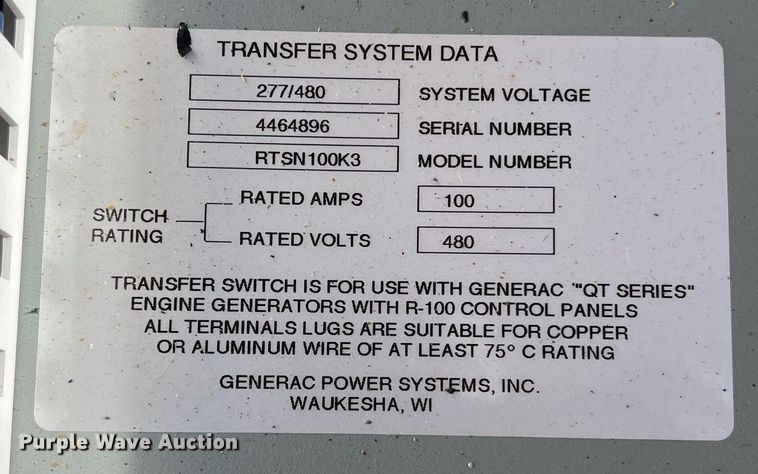 TRANSFER SYSTEM DATA
277/480 SYSTEM VOLTAGE
4464896 SERIAL NUMBER
RTSN100K3 MODEL NUMBER
SWITCH RATING
RATED AMPS 100
RATED VOLTS 480
TRANSFER SWITCH IS FOR USE WITH GENERAC ""QT SERIES"
ENGINE GENERATORS WITH R-100 CONTROL PANELS
ALL TERMINALS LUGS ARE SUITABLE FOR COPPER
OR ALUMINUM WIRE OF AT LEAST 75° C RATING
GENERAC POWER SYSTEMS, INC.
WAUKESHA, WI
Purple Wave Auction